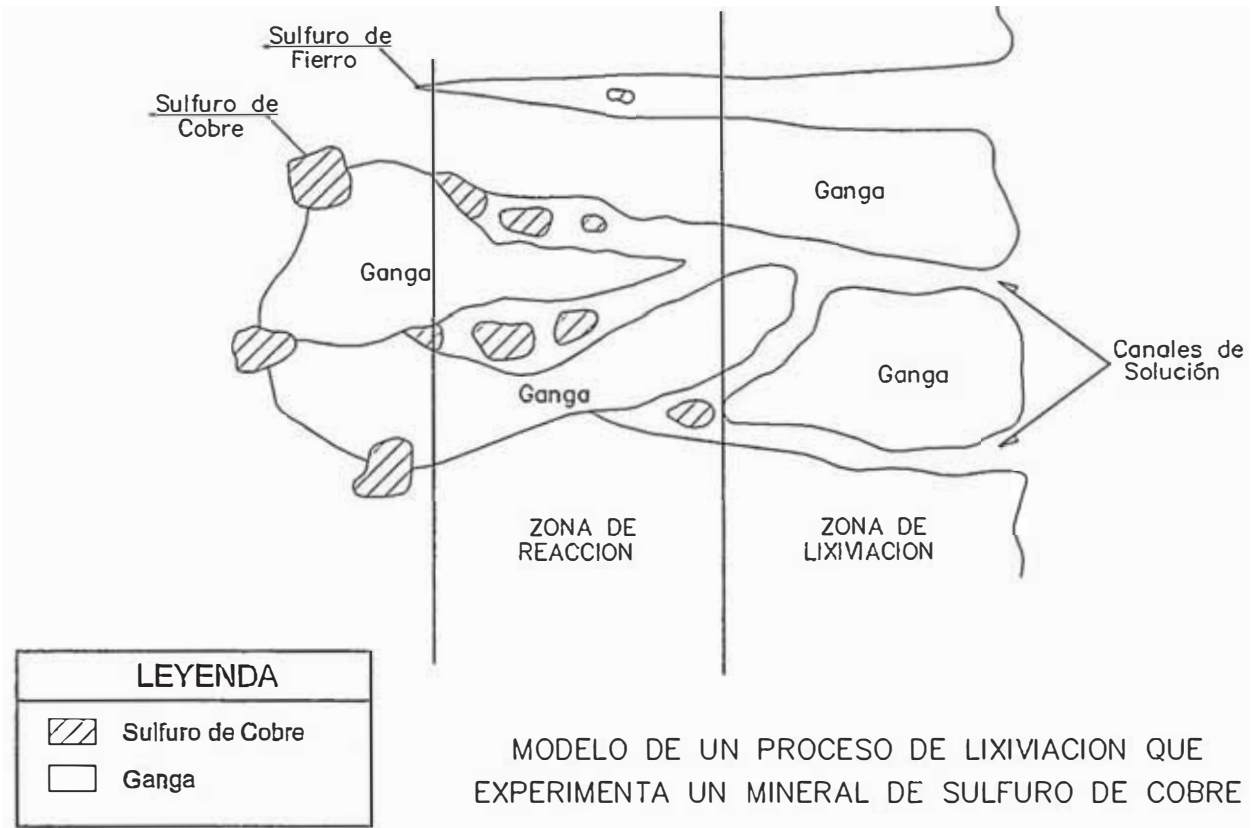 Sulfuro de
Fierro
Sulfuro de
Cobre
Ganga
Ganga
Ganga
Ganga
Canales de
Solución
ZONA DE
REACCION
ZONA DE
LIXIVIACION
LEYENDA
Sulfuro de Cobre
Ganga
MODELO DE UN PROCESO DE LIXIVIACION QUE
EXPERIMENTA UN MINERAL DE SULFURO DE COBRE